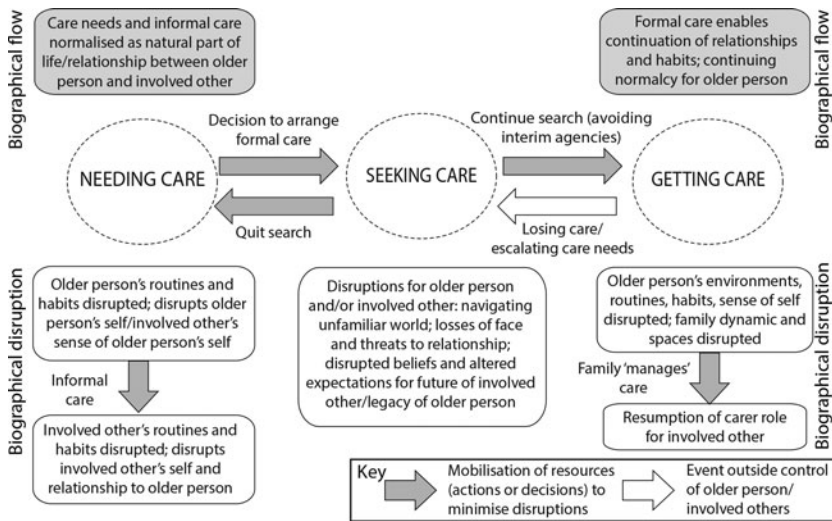 Biographical flow
Care needs and informal care
normalised as natural part of
life/relationship between older
person and involved other
Formal care enables
continuation of relationships
and habits; continuing
normalcy for older person
Biographical flow
Decision to arrange
formal care
Continue search (avoiding
interim agencies)
NEEDING CARE
SEEKING CARE
GETTING CARE
Quit search
Losing care/
escalating care needs
Biographical disruption
Older person's routines and
habits disrupted; disrupts older
person's self/involved other's
sense of older person's self
Informal
care
Involved other's routines and
habits disrupted; disrupts
involved other's self and
relationship to older person
Disruptions for older person
and/or involved other: navigating
unfamiliar world; losses of face
and threats to relationship;
disrupted beliefs and altered
expectations for future of involved
other/legacy of older person
Older person's environments,
routines, habits, sense of self
disrupted; family dynamic and
spaces disrupted
Family 'manages'
care
Resumption of carer role
for involved other
Biographical disruption
Key
Mobilisation of resources
(actions or decisions) to
minimise disruptions
Event outside control
of older person/
involved others